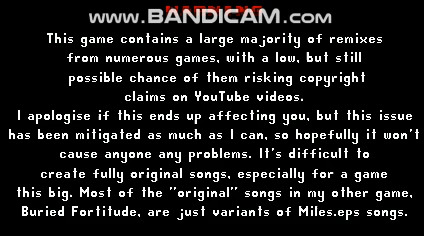 www.BANDICAM.com
This game contains a large majority of remixes
from numerous games, with a low, but still
possible chance of them risking copyright
claims on YouTube videos.
I apologise if this ends up affecting you, but this issue
has been mitigated as much as I can, so hopefully it won't
cause anyone any problems. It's difficult to
create fully original songs, especially for a game
this big. Most of the "original" songs in my other game,
Buried Fortitude, are just variants of Miles.eps songs.